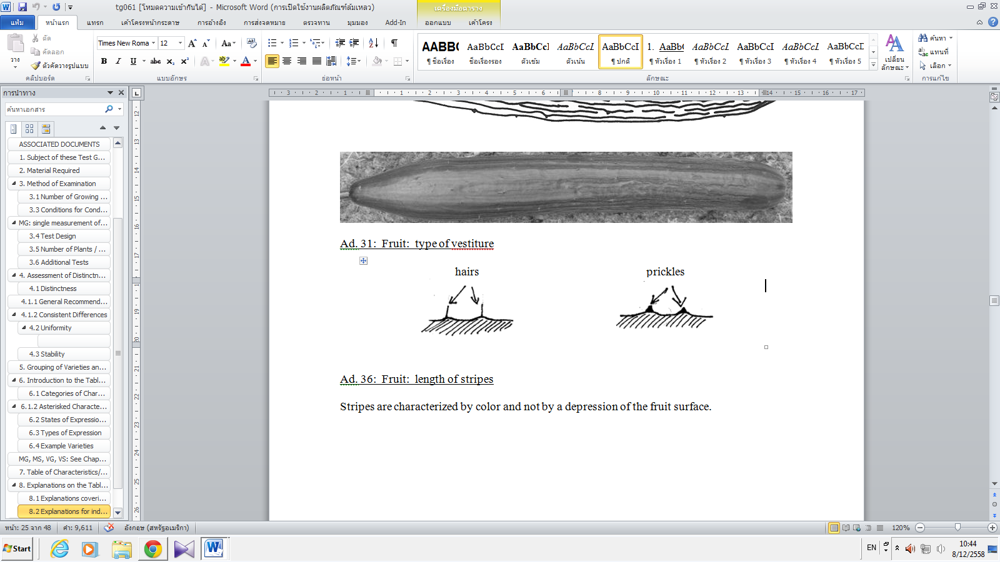 tg061 [โหมดความเข้ากันได้] - Microsoft Word (การเปิดใช้งานผลิตภัณฑ์ล้มเหลว)
เครื่องมือตาราง
แฟ้ม หน้าแรก แทรก เค้าโครงหน้ากระดาษ การอ้างอิง การส่งจดหมาย ตรวจทาน มุมมอง Add-In ออกแบบ เค้าโครง
วาง
ตัด
คัดลอก
ตัวคัดวางรูปแบบ
คลิปบอร์ด
Times New Roma 12
แบบอักษร
ย่อหน้า
AABBC AaBbCcI AaBbCcI AaBbCcL AaBbCcI 1. AaBbC AaBbCcI AaBbCcI AaBbCcI AaBbCcD
ชื่อเรื่อง ชื่อเรื่องรอง ตัวเข้ม ตัวเน้น ปกติ หัวเรื่อง 1 หัวเรื่อง 2 หัวเรื่อง 3 หัวเรื่อง 4 หัวเรื่อง 5
ลักษณะ
เปลี่ยน
ลักษณะ
ค้นหา
แทนที่
เลือก
การแก้ไข
การนำทาง
ค้นหาเอกสาร
ASSOCIATED DOCUMENTS
1. Subject of these Test G...
2. Material Required
3. Method of Examination
3.1 Number of Growing ...
3.3 Conditions for Cond...
MG: single measurement of...
3.4 Test Design
3.5 Number of Plants / ...
3.6 Additional Tests
4. Assessment of Distinctn...
4.1 Distinctness
4.1.1 General Recommend...
4.1.2 Consistent Differences
4.2 Uniformity
4.3 Stability
5. Grouping of Varieties an...
6. Introduction to the Tabl...
6.1 Categories of Char...
6.1.2 Asterisked Characte...
6.2 States of Expressio...
6.3 Types of Expression
6.4 Example Varieties
MG, MS, VG, VS: See Chap...
7. Table of Characteristics/...
8. Explanations on the Tabl...
8.1 Explanations coveri...
8.2 Explanations for ind...
Ad. 31: Fruit: type of vestiture
hairs prickles
Ad. 36: Fruit: length of stripes
Stripes are characterized by color and not by a depression of the fruit surface.
หน้า: 25 จาก 48 คำ: 9,611 อังกฤษ (สหรัฐอเมริกา) 120%
Start EN 10:44
8/12/2558